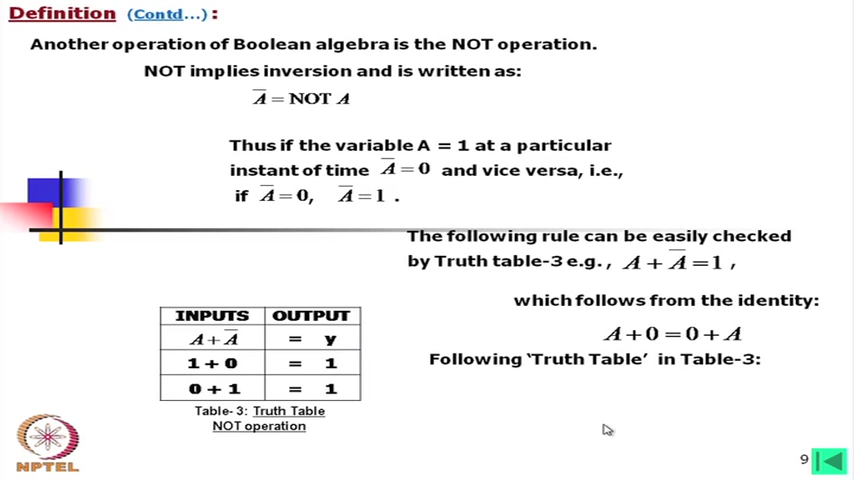 Definition (Contd…) :
Another operation of Boolean algebra is the NOT operation.
NOT implies inversion and is written as:
A̅ = NOT A
Thus if the variable A = 1 at a particular
instant of time A̅ = 0 and vice versa, i.e.,
if A̅ = 0, A̅ = 1 .
The following rule can be easily checked
by Truth table-3 e.g., A + A̅ = 1 ,
which follows from the identity:
A + 0 = 0 + A
Following ‘Truth Table’ in Table-3:
INPUTS OUTPUT
A + A̅ = y
1 + 0 = 1
0 + 1 = 1
Table- 3: Truth Table
NOT operation
NPTEL
9